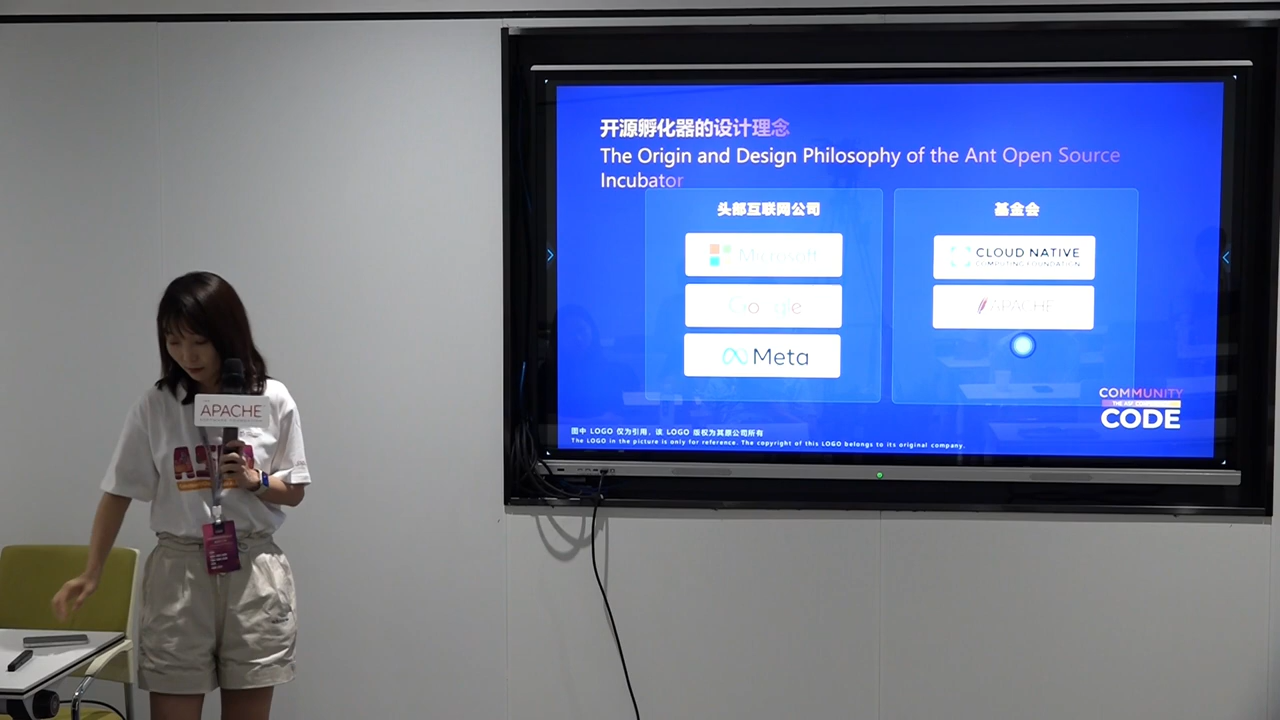 开源孵化器的设计理念
The Origin and Design Philosophy of the Ant Open Source
Incubator
头部互联网公司
Microsoft
Google
Meta
基金会
CLOUD NATIVE
COMPUTING FOUNDATION
APACHE
图中 LOGO 仅为引用，该 LOGO 版权为其原公司所有
The LOGO in the picture is only for reference. The copyright of this LOGO belongs to its original company.
COMMUNITY
THE ASF CONFERENCE
CODE
APACHE